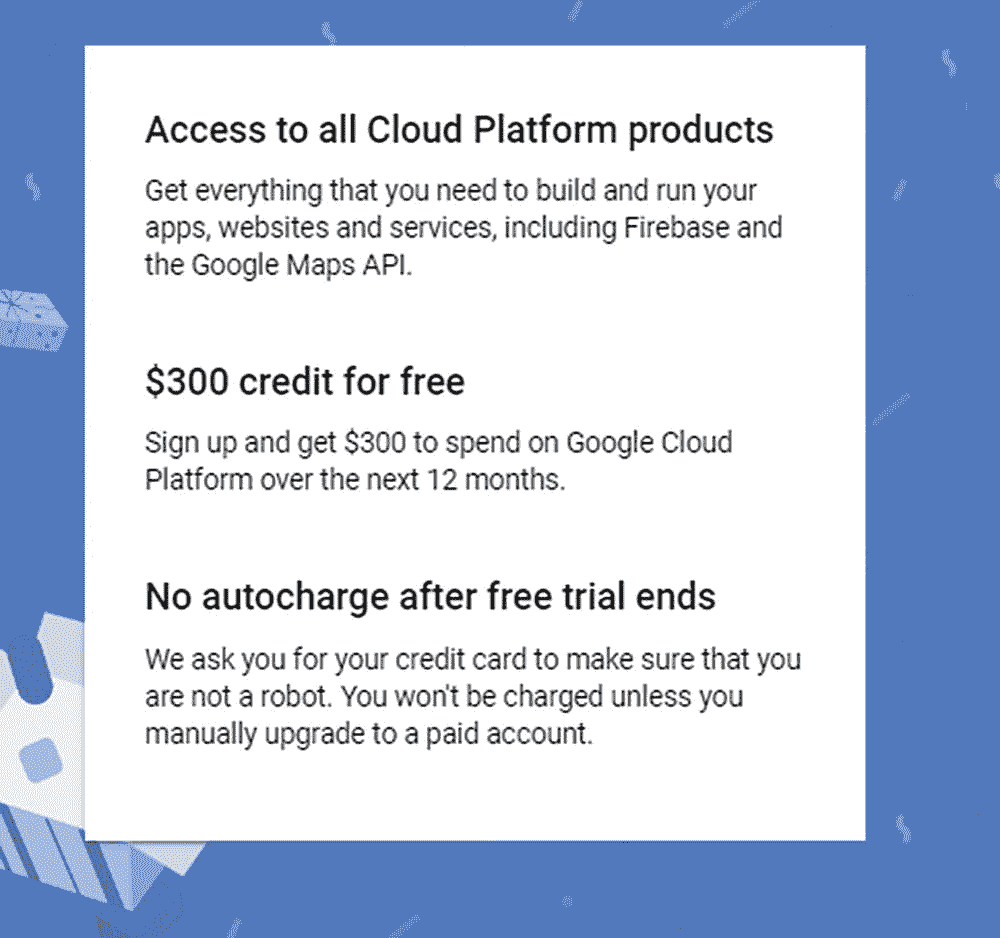 Access to all Cloud Platform products
Get everything that you need to build and run your
apps, websites and services, including Firebase and
the Google Maps API.
$300 credit for free
Sign up and get $300 to spend on Google Cloud
Platform over the next 12 months.
No autocharge after free trial ends
We ask you for your credit card to make sure that you
are not a robot. You won't be charged unless you
manually upgrade to a paid account.